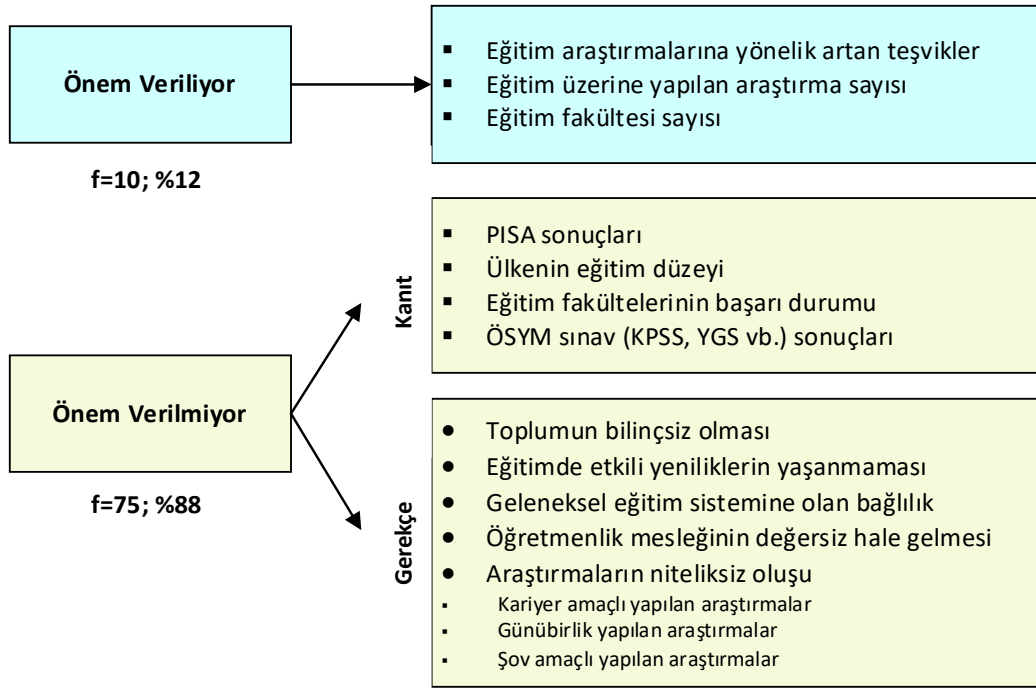 Önem Veriliyor
f=10; %12
Eğitim araştırmalarına yönelik artan teşvikler
Eğitim üzerine yapılan araştırma sayısı
Eğitim fakültesi sayısı
Önem Verilmiyor
f=75; %88
Kanıt
PISA sonuçları
Ülkenin eğitim düzeyi
Eğitim fakültelerinin başarı durumu
ÖSYM sınav (KPSS, YGS vb.) sonuçları
Gerekçe
Toplumun bilinçsiz olması
Eğitimde etkili yeniliklerin yaşanmaması
Geleneksel eğitim sistemine olan bağlılık
Öğretmenlik mesleğinin değersiz hale gelmesi
Araştırmaların niteliksiz oluşu
Kariyer amaçlı yapılan araştırmalar
Günübirlik yapılan araştırmalar
Şov amaçlı yapılan araştırmalar